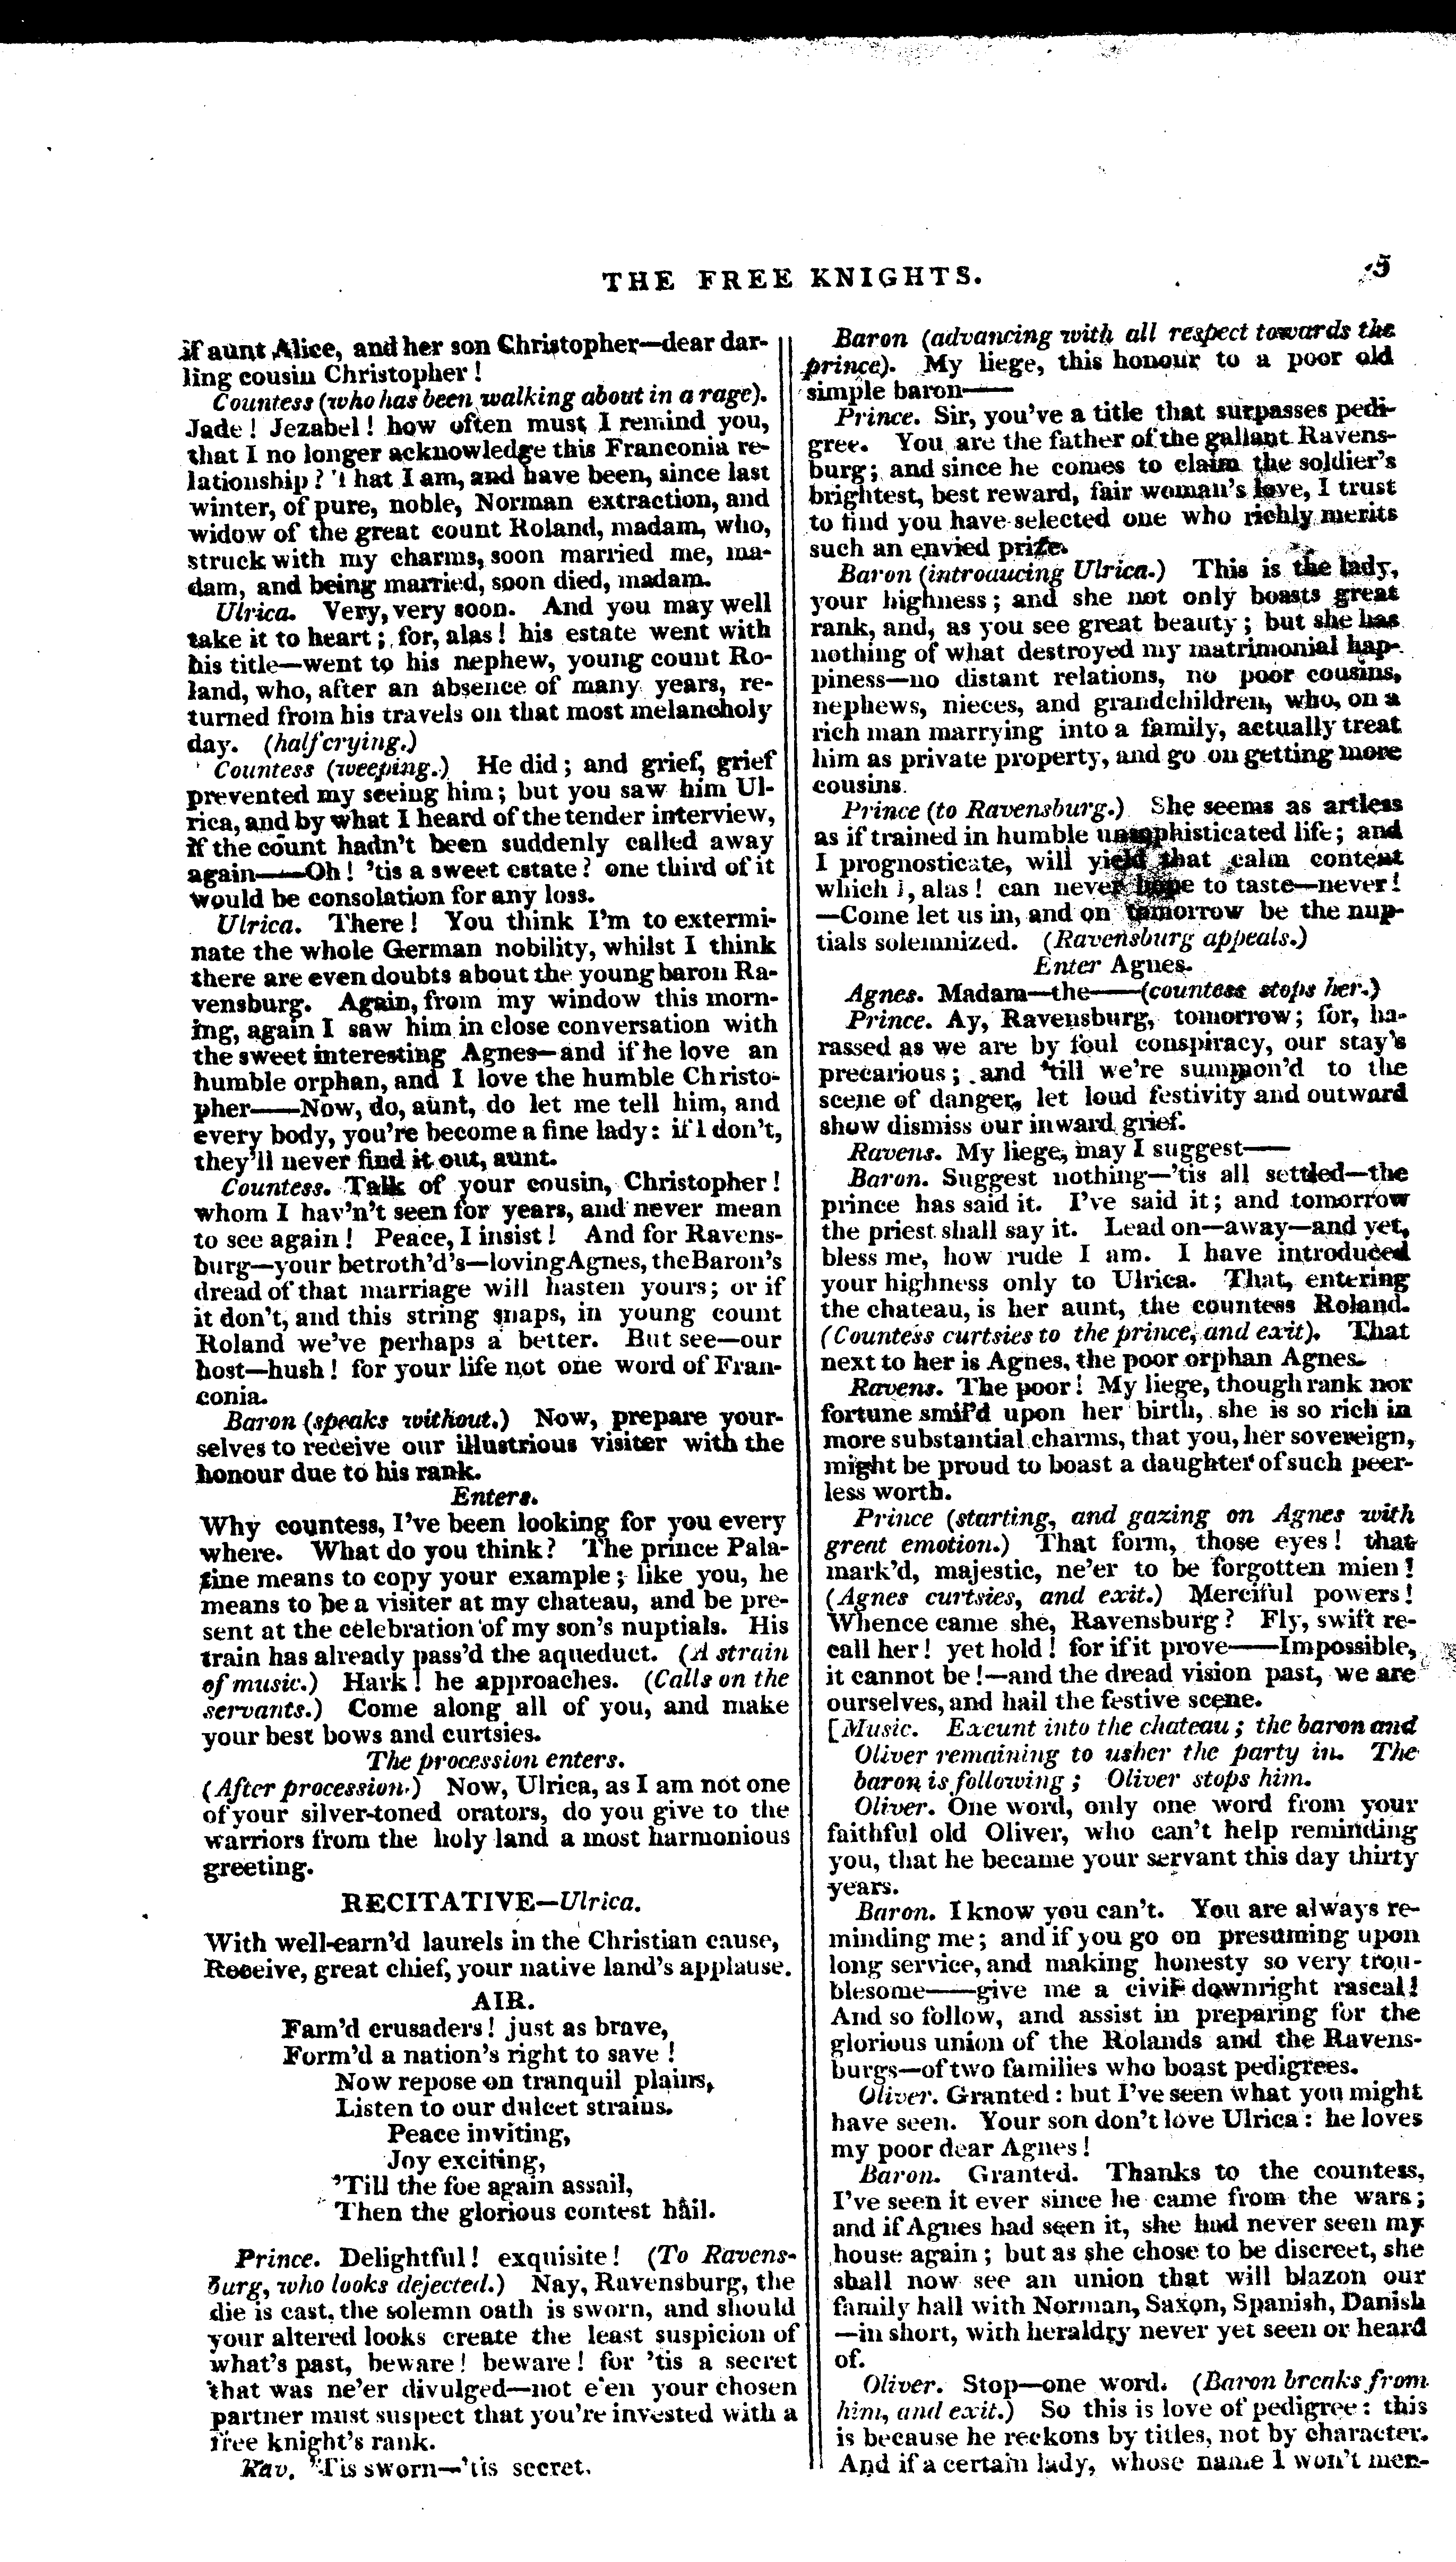 THE FREE KNIGHTS.
5
if aunt Alice, and her son Christopher—dear dar-
ling cousin Christopher!
Countess (who has been walking about in a rage).
Jade! Jezabel! how often must I remind you,
that I no longer acknowledge this Franconia re-
lationship? That I am, and have been, since last
winter, of pure, noble, Norman extraction, and
widow of the great count Roland, madam, who,
struck with my charms, soon married me, ma-
dam, and being married, soon died, madam.
Ulrica. Very, very soon. And you may well
take it to heart; for, alas! his estate went with
his title—went to his nephew, young count Ro-
land, who, after an absence of many years, re-
turned from his travels on that most melancholy
day. (half crying.)
Countess (weeping.) He did; and grief, grief
prevented my seeing him; but you saw him Ul-
rica, and by what I heard of the tender interview,
if the count hadn't been suddenly called away
again——Oh! 'tis a sweet estate? one third of it
would be consolation for any loss.
Ulrica. There! You think I'm to extermi-
nate the whole German nobility, whilst I think
there are even doubts about the young baron Ra-
vensburg. Again, from my window this morn-
ing, again I saw him in close conversation with
the sweet interesting Agnes—and if he love an
humble orphan, and I love the humble Christo-
pher——Now, do, aunt, do let me tell him, and
every body, you're become a fine lady: if I don't,
they'll never find it out, aunt.
Countess. Talk of your cousin, Christopher!
whom I hav'n't seen for years, and never mean
to see again! Peace, I insist! And for Ravens-
burg—your betroth'd's—loving Agnes, the Baron's
dread of that marriage will hasten yours; or if
it don't, and this string snaps, in young count
Roland we've perhaps a better. But see—our
host—hush! for your life not one word of Fran-
conia.
Baron (speaks without.) Now, prepare your-
selves to receive our illustrious visiter with the
honour due to his rank.
Enters.
Why countess, I've been looking for you every
where. What do you think? The prince Pala-
tine means to copy your example; like you, he
means to be a visiter at my chateau, and be pre-
sent at the celebration of my son's nuptials. His
train has already pass'd the aqueduct. (A strain
of music.) Hark! he approaches. (Calls on the
servants.) Come along all of you, and make
your best bows and curtsies.
The procession enters.
(After procession.) Now, Ulrica, as I am not one
of your silver-toned orators, do you give to the
warriors from the holy land a most harmonious
greeting.
RECITATIVE—Ulrica.
With well-earn'd laurels in the Christian cause,
Receive, great chief, your native land's applause.
AIR.
Fam'd crusaders! just as brave,
Form'd a nation's right to save!
Now repose on tranquil plains,
Listen to our dulcet strains.
Peace inviting,
Joy exciting,
'Till the foe again assail,
Then the glorious contest hail.
Prince. Delightful! exquisite! (To Ravens-
burg, who looks dejected.) Nay, Ravensburg, the
die is cast, the solemn oath is sworn, and should
your altered looks create the least suspicion of
what's past, beware! beware! for 'tis a secret
that was ne'er divulged—not e'en your chosen
partner must suspect that you're invested with a
free knight's rank.
Rav. 'Tis sworn—'tis secret.
Baron (advancing with all respect towards the
prince). My liege, this honour to a poor old
simple baron——
Prince. Sir, you've a title that surpasses pedi-
gree. You are the father of the gallant Ravens-
burg; and since he comes to claim the soldier's
brightest, best reward, fair woman's love, I trust
to find you have selected one who richly merits
such an envied prize.
Baron (introducing Ulrica.) This is the lady,
your highness; and she not only boasts great
rank, and, as you see great beauty; but she has
nothing of what destroyed my matrimonial hap-
piness—no distant relations, no poor cousins,
nephews, nieces, and grandchildren, who, on a
rich man marrying into a family, actually treat
him as private property, and go on getting more
cousins.
Prince (to Ravensburg.) She seems as artless
as if trained in humble unsophisticated life; and
I prognosticate, will yield that calm content
which I, alas! can never hope to taste—never!
—Come let us in, and on tomorrow be the nup-
tials solemnized. (Ravensburg appeals.)
Enter Agnes.
Agnes. Madam—the——(countess stops her.)
Prince. Ay, Ravensburg, tomorrow; for, ha-
rassed as we are by foul conspiracy, our stay's
precarious; and 'till we're summon'd to the
scene of danger, let loud festivity and outward
show dismiss our inward grief.
Ravens. My liege, may I suggest——
Baron. Suggest nothing—'tis all settled—the
prince has said it. I've said it; and tomorrow
the priest shall say it. Lead on—away—and yet,
bless me, how rude I am. I have introduced
your highness only to Ulrica. That, entering
the chateau, is her aunt, the countess Roland.
(Countess curtsies to the prince, and exit). That
next to her is Agnes, the poor orphan Agnes.
Ravens. The poor! My liege, though rank nor
fortune smil'd upon her birth, she is so rich in
more substantial charms, that you, her sovereign,
might be proud to boast a daughter of such peer-
less worth.
Prince (starting, and gazing on Agnes with
great emotion.) That form, those eyes! that
mark'd, majestic, ne'er to be forgotten mien!
(Agnes curtsies, and exit.) Merciful powers!
Whence came she, Ravensburg? Fly, swift re-
call her! yet hold! for if it prove——Impossible,
it cannot be!—and the dread vision past, we are
ourselves, and hail the festive scene.
[Music. Exeunt into the chateau; the baron and
Oliver remaining to usher the party in. The
baron is following; Oliver stops him.
Oliver. One word, only one word from your
faithful old Oliver, who can't help reminding
you, that he became your servant this day thirty
years.
Baron. I know you can't. You are always re-
minding me; and if you go on presuming upon
long service, and making honesty so very trou-
blesome——give me a civil downright rascal!
And so follow, and assist in preparing for the
glorious union of the Rolands and the Ravens-
burgs—of two families who boast pedigrees.
Oliver. Granted: but I've seen what you might
have seen. Your son don't love Ulrica: he loves
my poor dear Agnes!
Baron. Granted. Thanks to the countess,
I've seen it ever since he came from the wars;
and if Agnes had seen it, she had never seen my
house again; but as she chose to be discreet, she
shall now see an union that will blazon our
family hall with Norman, Saxon, Spanish, Danish
—in short, with heraldry never yet seen or heard
of.
Oliver. Stop—one word. (Baron breaks from
him, and exit.) So this is love of pedigree: this
is because he reckons by titles, not by character.
And if a certain lady, whose name I won't men-